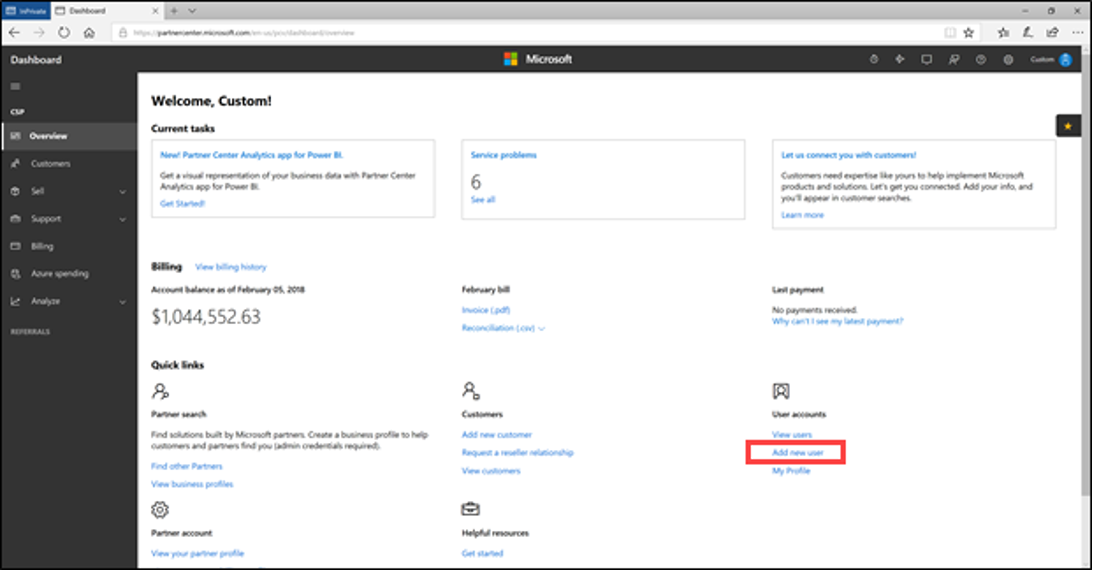 InPrivate
Dashboard
https://partnercenter.microsoft.com/en-us/pcv/dashboard/overview
Dashboard
Microsoft
Custom
CSP
Overview
Customers
Sell
Support
Billing
Azure spending
Analyze
REFERRALS
Welcome, Custom!
Current tasks
New! Partner Center Analytics app for Power BI.
Get a visual representation of your business data with Partner Center
Analytics app for Power BI.
Get Started!
Service problems
6
See all
Let us connect you with customers!
Customers need expertise like yours to help implement Microsoft
products and solutions. Let's get you connected. Add your info, and
you'll appear in customer searches.
Learn more
Billing View billing history
Account balance as of February 05, 2018
$1,044,552.63
February bill
Invoice (.pdf)
Reconciliation (.csv)
Last payment
No payments received.
Why can't I see my latest payment?
Quick links
Partner search
Find solutions built by Microsoft partners. Create a business profile to help
customers and partners find you (admin credentials required).
Find other Partners
View business profiles
Customers
Add new customer
Request a reseller relationship
View customers
User accounts
View users
Add new user
My Profile
Partner account
View your partner profile
Helpful resources
Get started